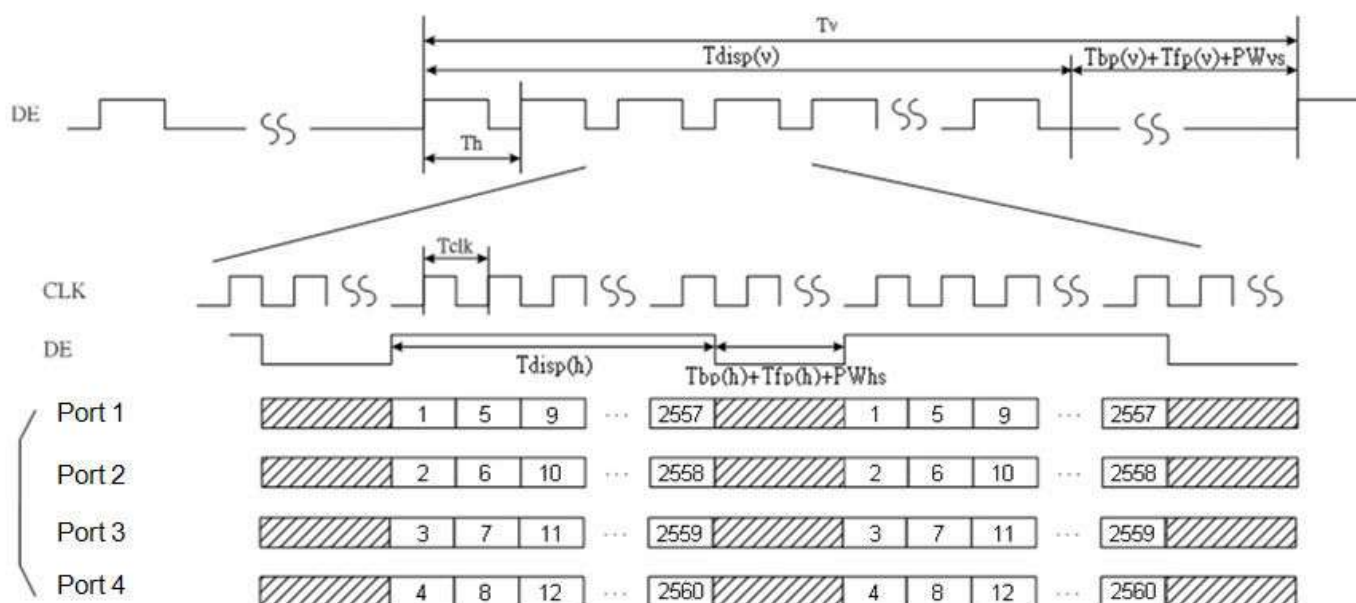 Tv
Tdisp(v)
Tbp(v)+Tfp(v)+PWvs
DE
Th
Tclk
CLK
DE
Tdisp(h)
Tbp(h)+Tfp(h)+PWhs
Port 1 1 5 9 ··· 2557 1 5 9 ··· 2557
Port 2 2 6 10 ··· 2558 2 6 10 ··· 2558
Port 3 3 7 11 ··· 2559 3 7 11 ··· 2559
Port 4 4 8 12 ··· 2560 4 8 12 ··· 2560